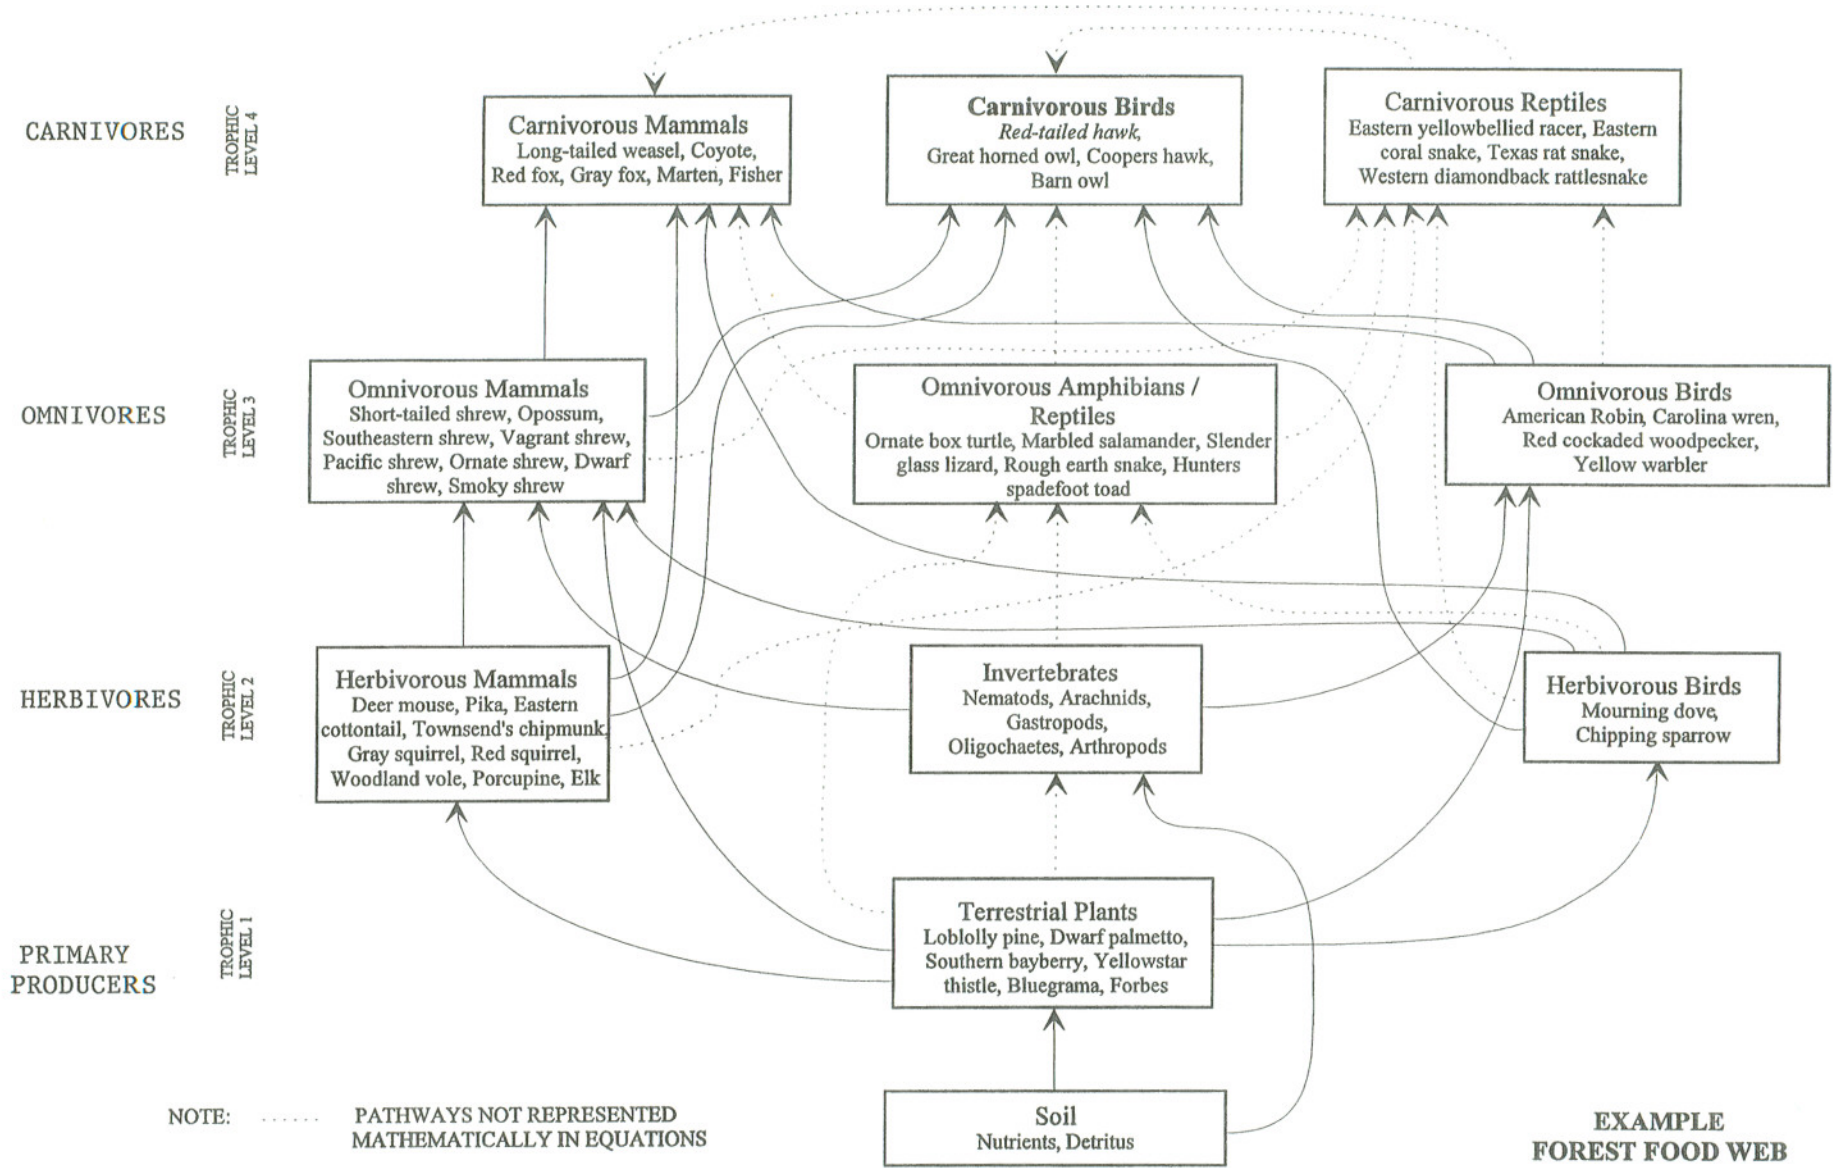 CARNIVORES
TROPHIC
LEVEL 4
Carnivorous Mammals
Long-tailed weasel, Coyote,
Red fox, Gray fox, Marten, Fisher
Carnivorous Birds
Red-tailed hawk,
Great horned owl, Coopers hawk,
Barn owl
Carnivorous Reptiles
Eastern yellowbellied racer, Eastern
coral snake, Texas rat snake,
Western diamondback rattlesnake
OMNIVORES
TROPHIC
LEVEL 3
Omnivorous Mammals
Short-tailed shrew, Opossum,
Southeastern shrew, Vagrant shrew,
Pacific shrew, Ornate shrew, Dwarf
shrew, Smoky shrew
Omnivorous Amphibians /
Reptiles
Ornate box turtle, Marbled salamander, Slender
glass lizard, Rough earth snake, Hunters
spadefoot toad
Omnivorous Birds
American Robin, Carolina wren,
Red cockaded woodpecker,
Yellow warbler
HERBIVORES
TROPHIC
LEVEL 2
Herbivorous Mammals
Deer mouse, Pika, Eastern
cottontail, Townsend's chipmunk,
Gray squirrel, Red squirrel,
Woodland vole, Porcupine, Elk
Invertebrates
Nematods, Arachnids,
Gastropods,
Oligochaetes, Arthropods
Herbivorous Birds
Mourning dove,
Chipping sparrow
PRIMARY
PRODUCERS
TROPHIC
LEVEL 1
Terrestrial Plants
Loblolly pine, Dwarf palmetto,
Southern bayberry, Yellowstar
thistle, Bluegrama, Forbes
Soil
Nutrients, Detritus
NOTE: ...... PATHWAYS NOT REPRESENTED
MATHEMATICALLY IN EQUATIONS
EXAMPLE
FOREST FOOD WEB